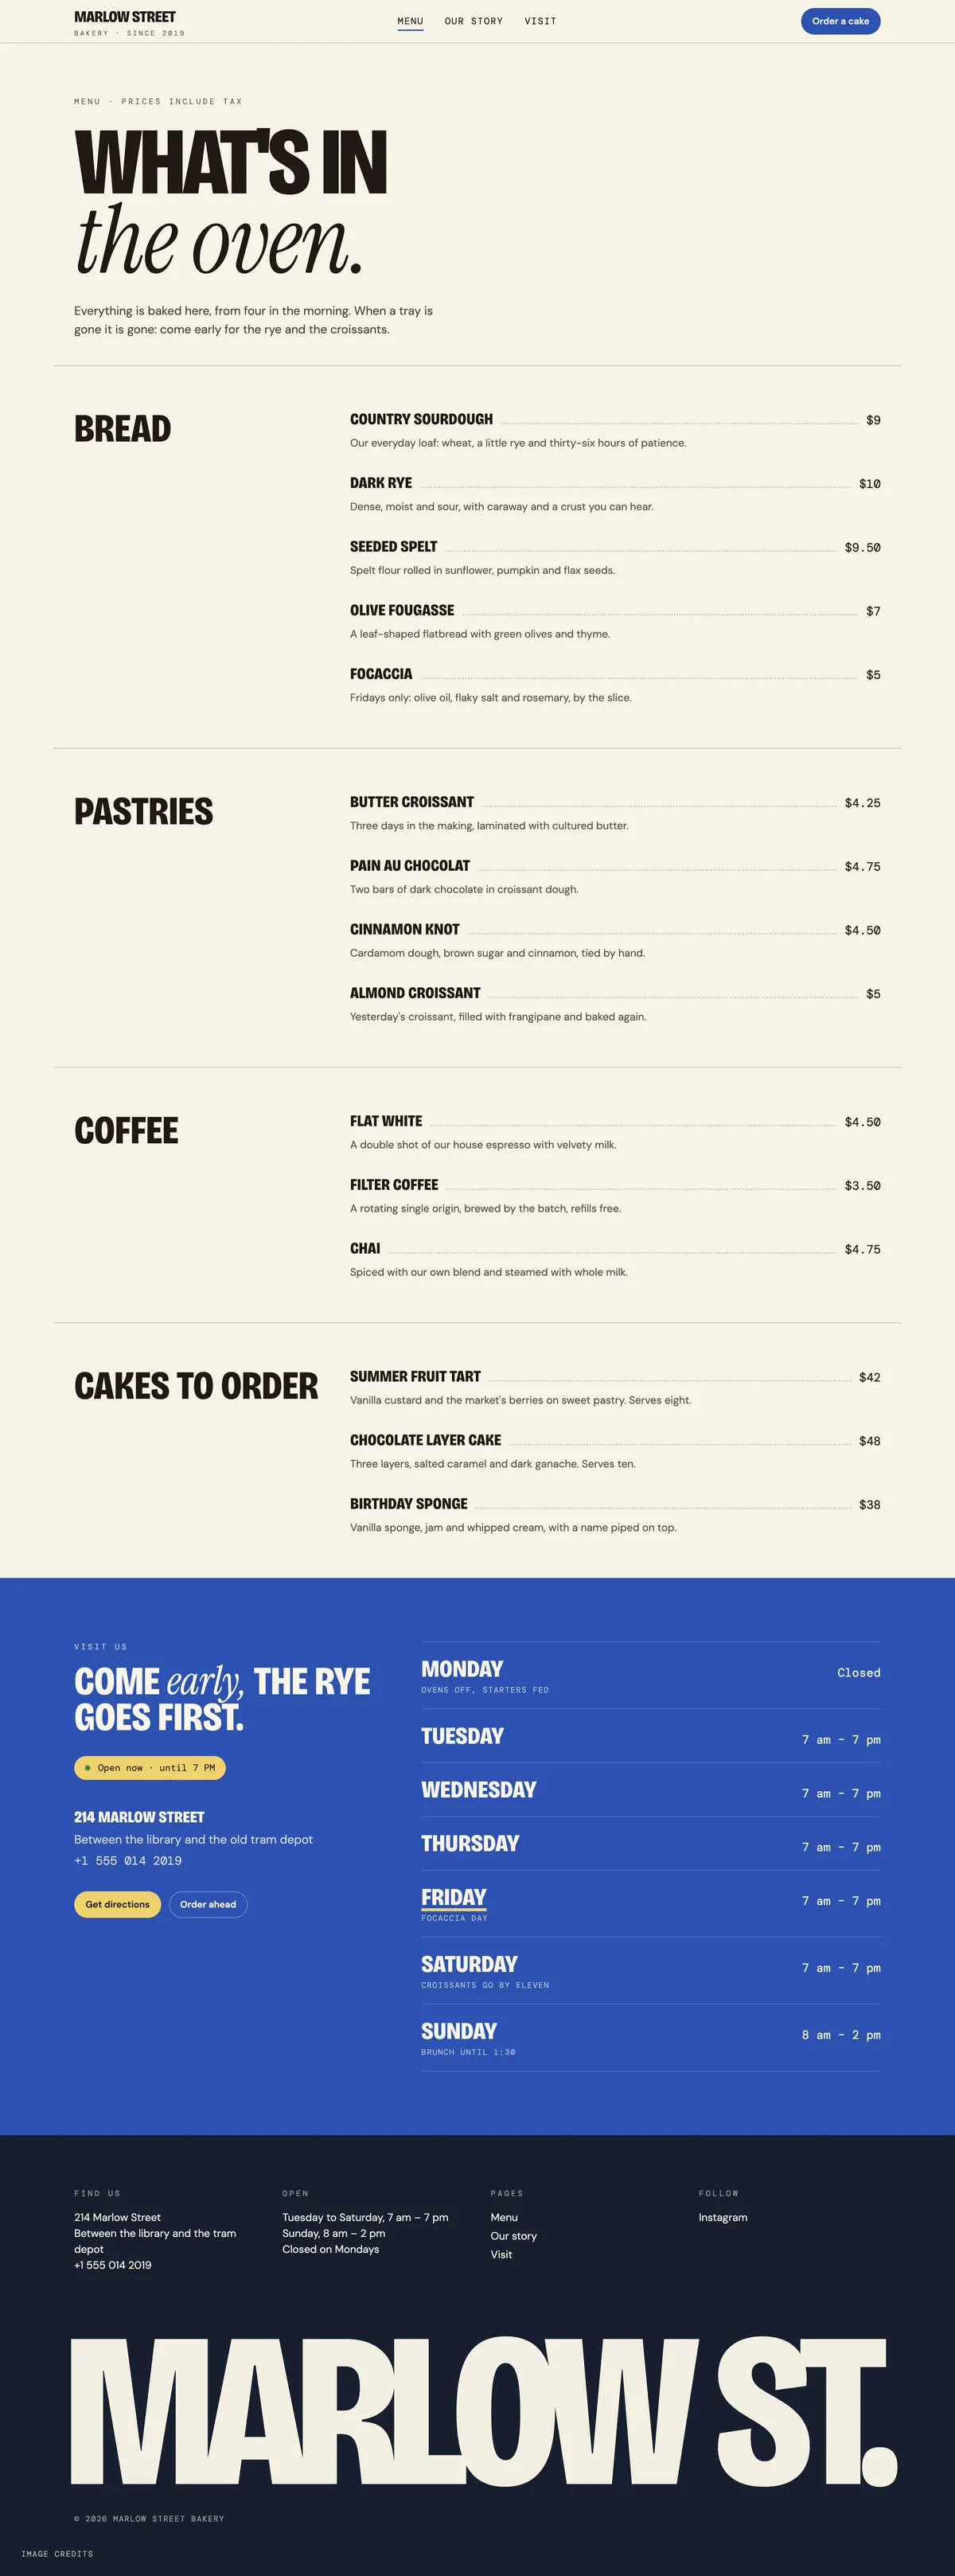 MARLOW STREET
BAKERY · SINCE 2019
MENU
OUR STORY
VISIT
Order a cake
MENU · PRICES INCLUDE TAX
WHAT'S IN
the oven.
Everything is baked here, from four in the morning. When a tray is
gone it is gone: come early for the rye and the croissants.
BREAD
COUNTRY SOURDOUGH $9
Our everyday loaf: wheat, a little rye and thirty-six hours of patience.
DARK RYE $10
Dense, moist and sour, with caraway and a crust you can hear.
SEEDED SPELT $9.50
Spelt flour rolled in sunflower, pumpkin and flax seeds.
OLIVE FOUGASSE $7
A leaf-shaped flatbread with green olives and thyme.
FOCACCIA $5
Fridays only: olive oil, flaky salt and rosemary, by the slice.
PASTRIES
BUTTER CROISSANT $4.25
Three days in the making, laminated with cultured butter.
PAIN AU CHOCOLAT $4.75
Two bars of dark chocolate in croissant dough.
CINNAMON KNOT $4.50
Cardamom dough, brown sugar and cinnamon, tied by hand.
ALMOND CROISSANT $5
Yesterday's croissant, filled with frangipane and baked again.
COFFEE
FLAT WHITE $4.50
A double shot of our house espresso with velvety milk.
FILTER COFFEE $3.50
A rotating single origin, brewed by the batch, refills free.
CHAI $4.75
Spiced with our own blend and steamed with whole milk.
CAKES TO ORDER
SUMMER FRUIT TART $42
Vanilla custard and the market's berries on sweet pastry. Serves eight.
CHOCOLATE LAYER CAKE $48
Three layers, salted caramel and dark ganache. Serves ten.
BIRTHDAY SPONGE $38
Vanilla sponge, jam and whipped cream, with a name piped on top.
VISIT US
COME early, THE RYE
GOES FIRST.
Open now · until 7 PM
214 MARLOW STREET
Between the library and the old tram depot
+1 555 014 2019
Get directions
Order ahead
MONDAY Closed
OVENS OFF, STARTERS FED
TUESDAY 7 am – 7 pm
WEDNESDAY 7 am – 7 pm
THURSDAY 7 am – 7 pm
FRIDAY 7 am – 7 pm
FOCACCIA DAY
SATURDAY 7 am – 7 pm
CROISSANTS GO BY ELEVEN
SUNDAY 8 am – 2 pm
BRUNCH UNTIL 1:30
FIND US
214 Marlow Street
Between the library and the tram
depot
+1 555 014 2019
OPEN
Tuesday to Saturday, 7 am – 7 pm
Sunday, 8 am – 2 pm
Closed on Mondays
PAGES
Menu
Our story
Visit
FOLLOW
Instagram
MARLOW ST.
© 2026 MARLOW STREET BAKERY
IMAGE CREDITS